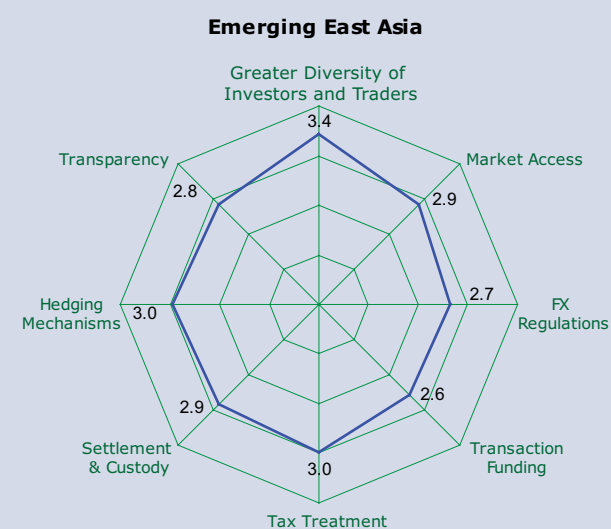 Emerging East Asia
Greater Diversity of
Investors and Traders
3.4
Transparency
Market Access
2.8
2.9
2.7
Hedging
Mechanisms
3.0
FX
Regulations
2.9
2.6
Settlement
& Custody
Transaction
Funding
3.0
Tax Treatment